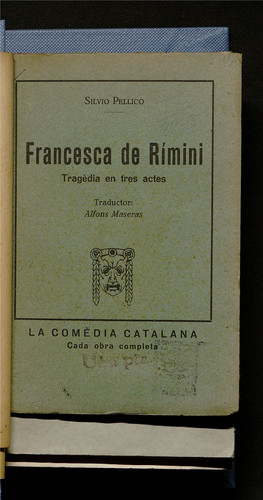 SILVIO PELLICO
Francesca de Rímini
Tragèdia en tres actes
Traductor:
Alfons Maseras
LA COMÈDIA CATALANA
Cada obra completa